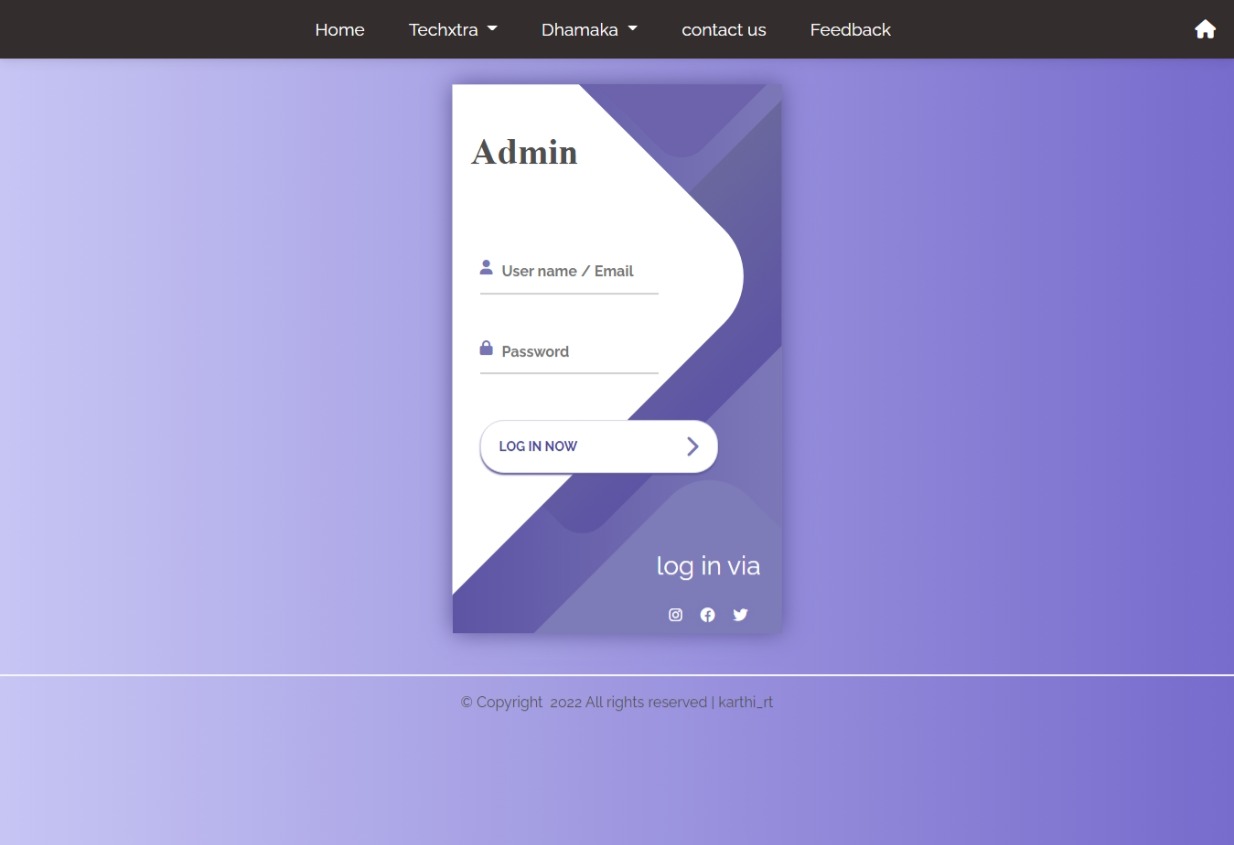 Home Techxtra Dhamaka contact us Feedback
Admin
User name / Email
Password
LOG IN NOW
log in via
© Copyright 2022 All rights reserved | karthi_rt